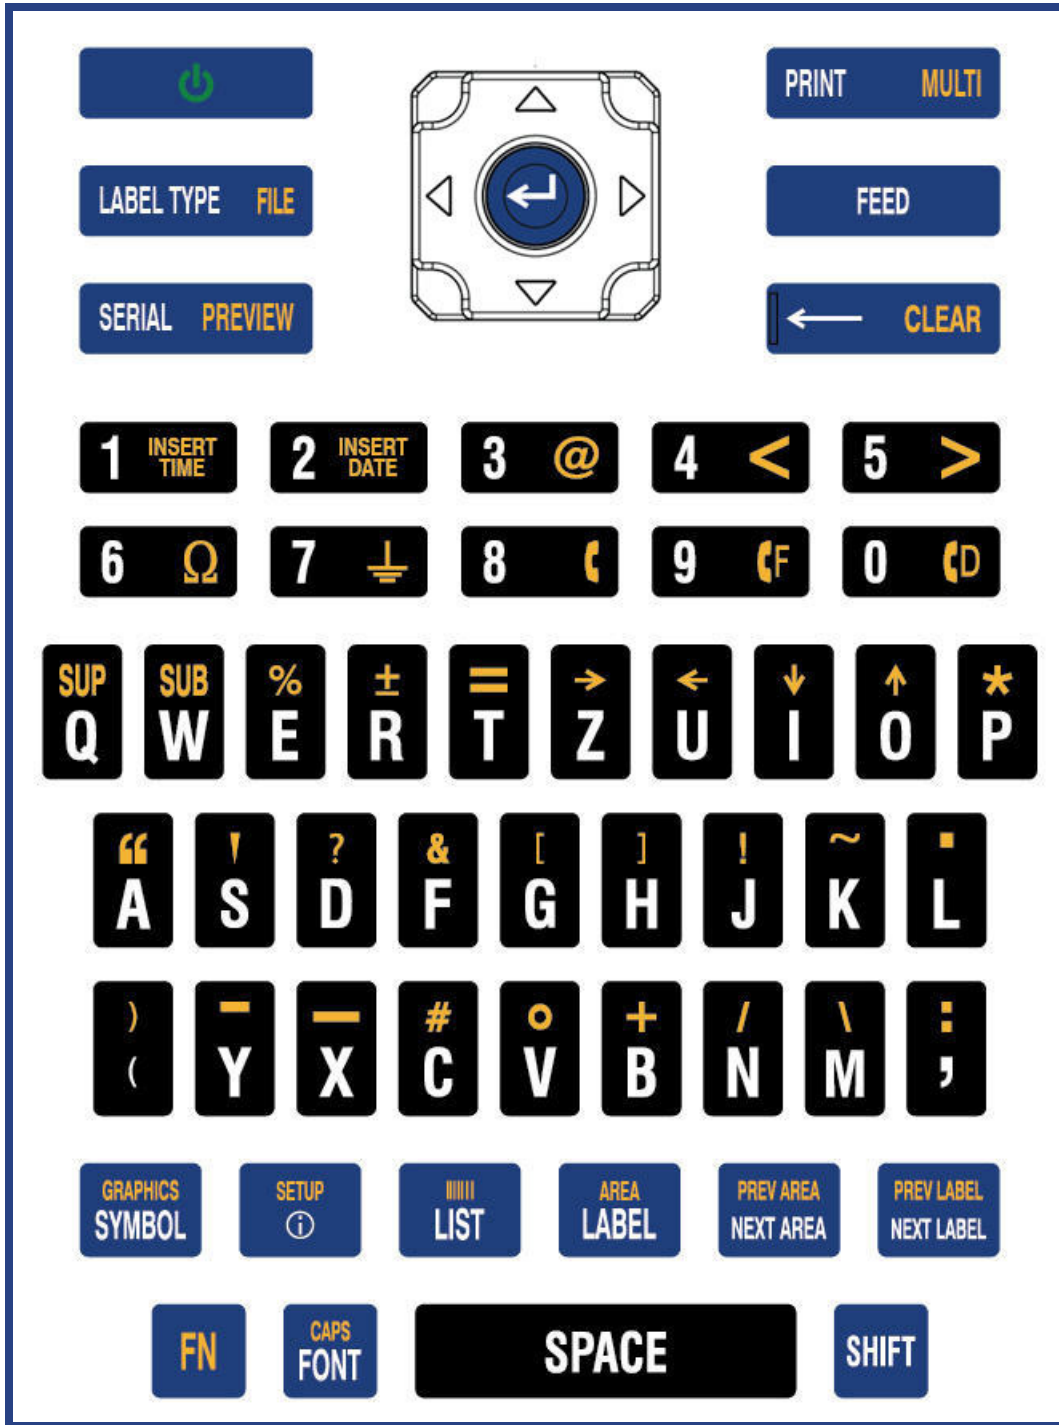 PRINT MULTI
LABEL TYPE FILE
FEED
SERIAL PREVIEW
← CLEAR
1 INSERT TIME 2 INSERT DATE 3 @ 4 < 5 >
6 Ω 7 ⏚ 8 9 F 0 D
SUP SUB % ± = → ← ↓ ↑ *
Q W E R T Z U I O P
“ ' ? & [ ] ! ~ .
A S D F G H J K L
) - — # ° + / \ :
( Y X C V B N M ,
GRAPHICS SETUP AREA PREV AREA PREV LABEL
SYMBOL ⓘ LIST LABEL NEXT AREA NEXT LABEL
CAPS
FN FONT SPACE SHIFT